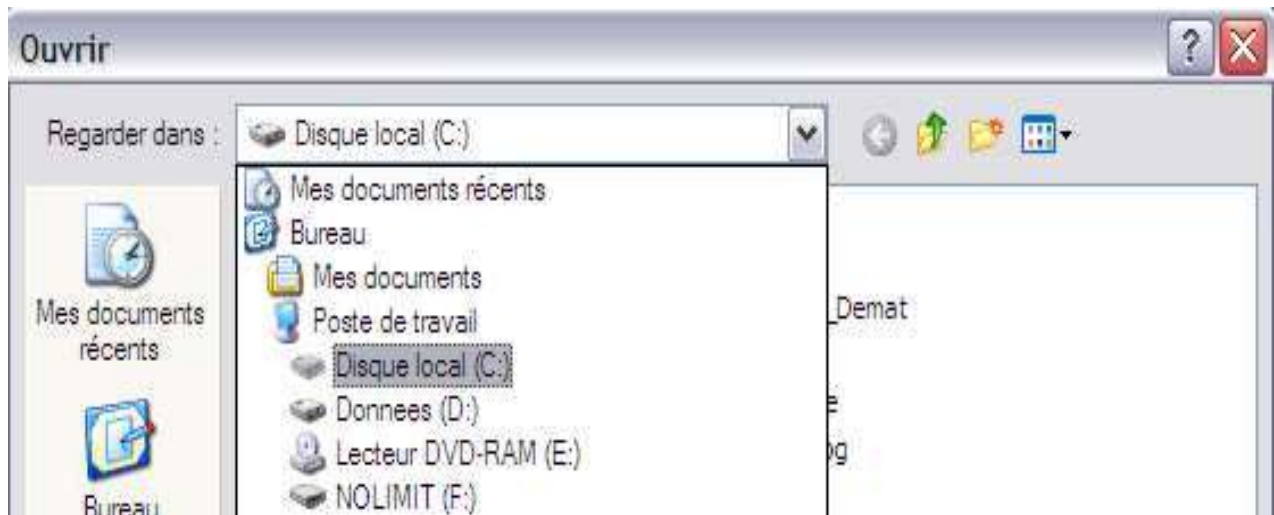 Ouvrir
Regarder dans :
Disque local (C:)
Mes documents récents
Bureau
Mes documents
Poste de travail
Disque local (C:)
Donnees (D:)
Lecteur DVD-RAM (E:)
NOLIMIT (F:)
Mes documents
récents
Bureau
_Demat